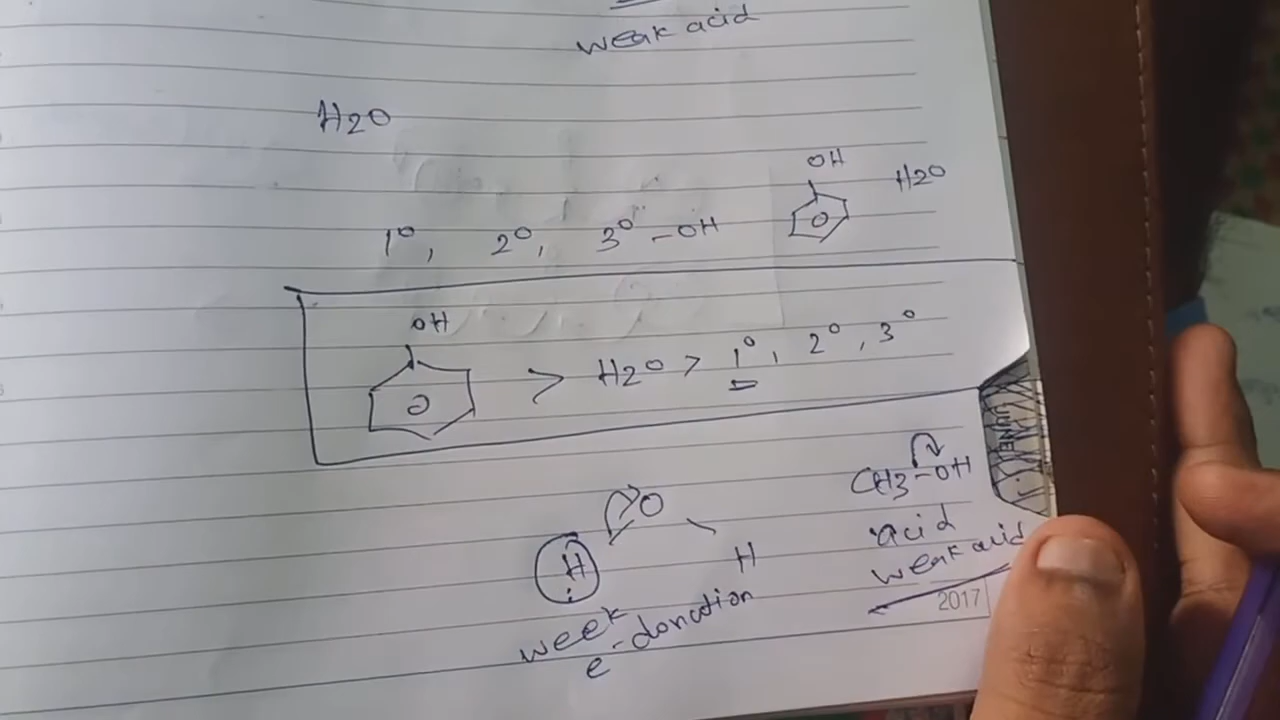 weak acid
H2O
OH
H2O
1°, 2°, 3° -OH
OH
> H2O > 1°, 2°, 3°
JUNE
CH3-OH
O
acid
H H
weak acid
week
e- donation
2017